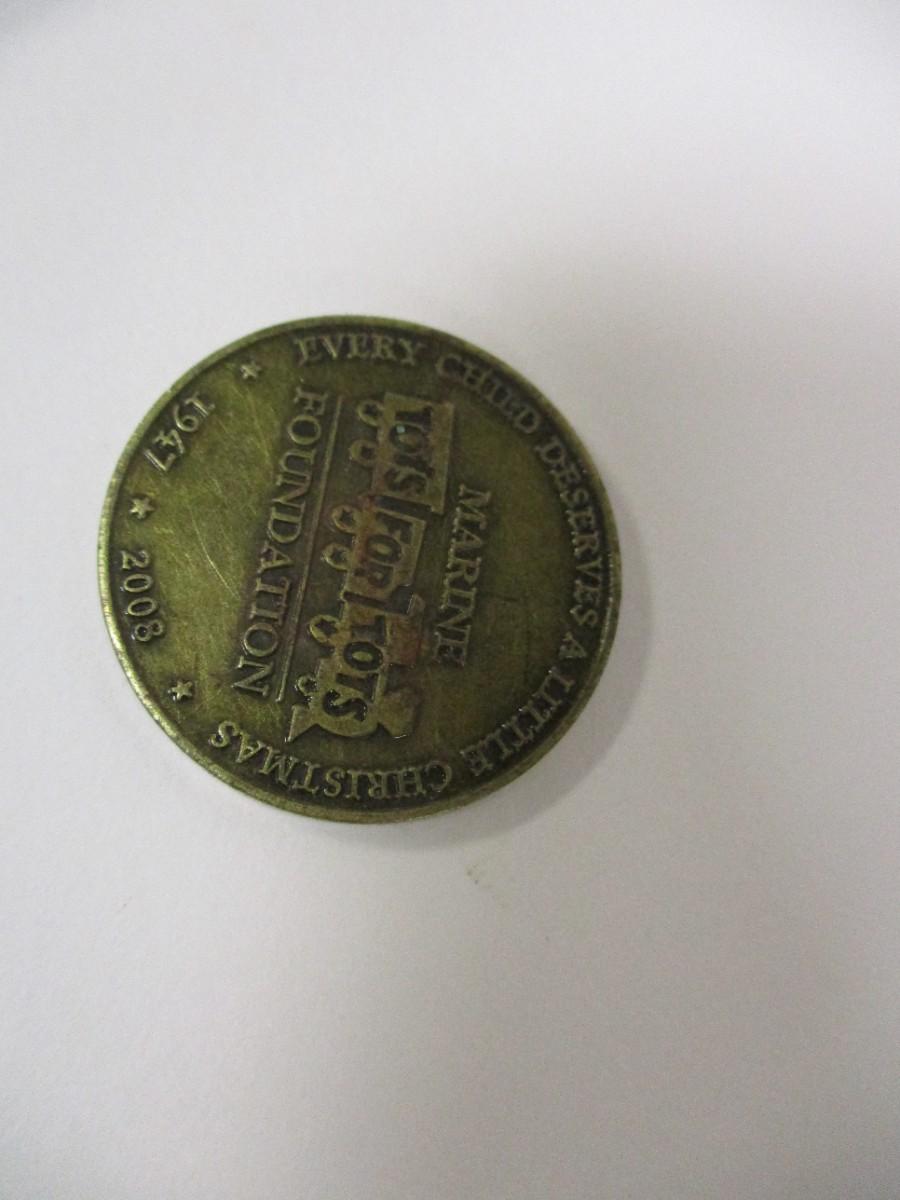 EVERY CHILD DESERVES A LITTLE CHRISTMAS
MARINE
TOYS FOR TOTS
FOUNDATION
1947 ★ 2008